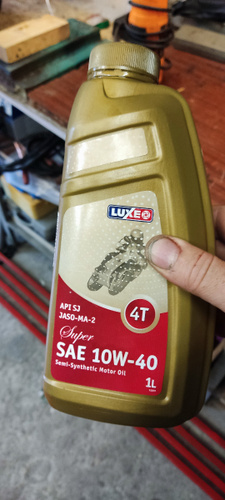 LUXE
4T
API SJ
JASO-MA-2
Super
SAE 10W-40
Semi-Synthetic Motor Oil
1L